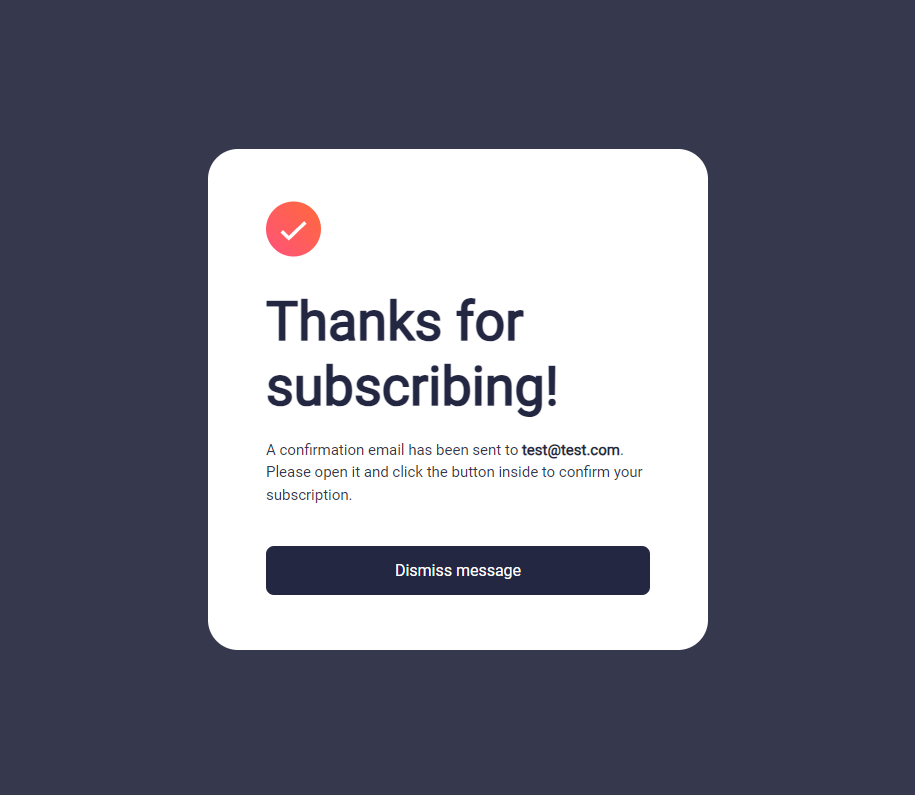 Thanks for
subscribing!
A confirmation email has been sent to test@test.com.
Please open it and click the button inside to confirm your
subscription.
Dismiss message